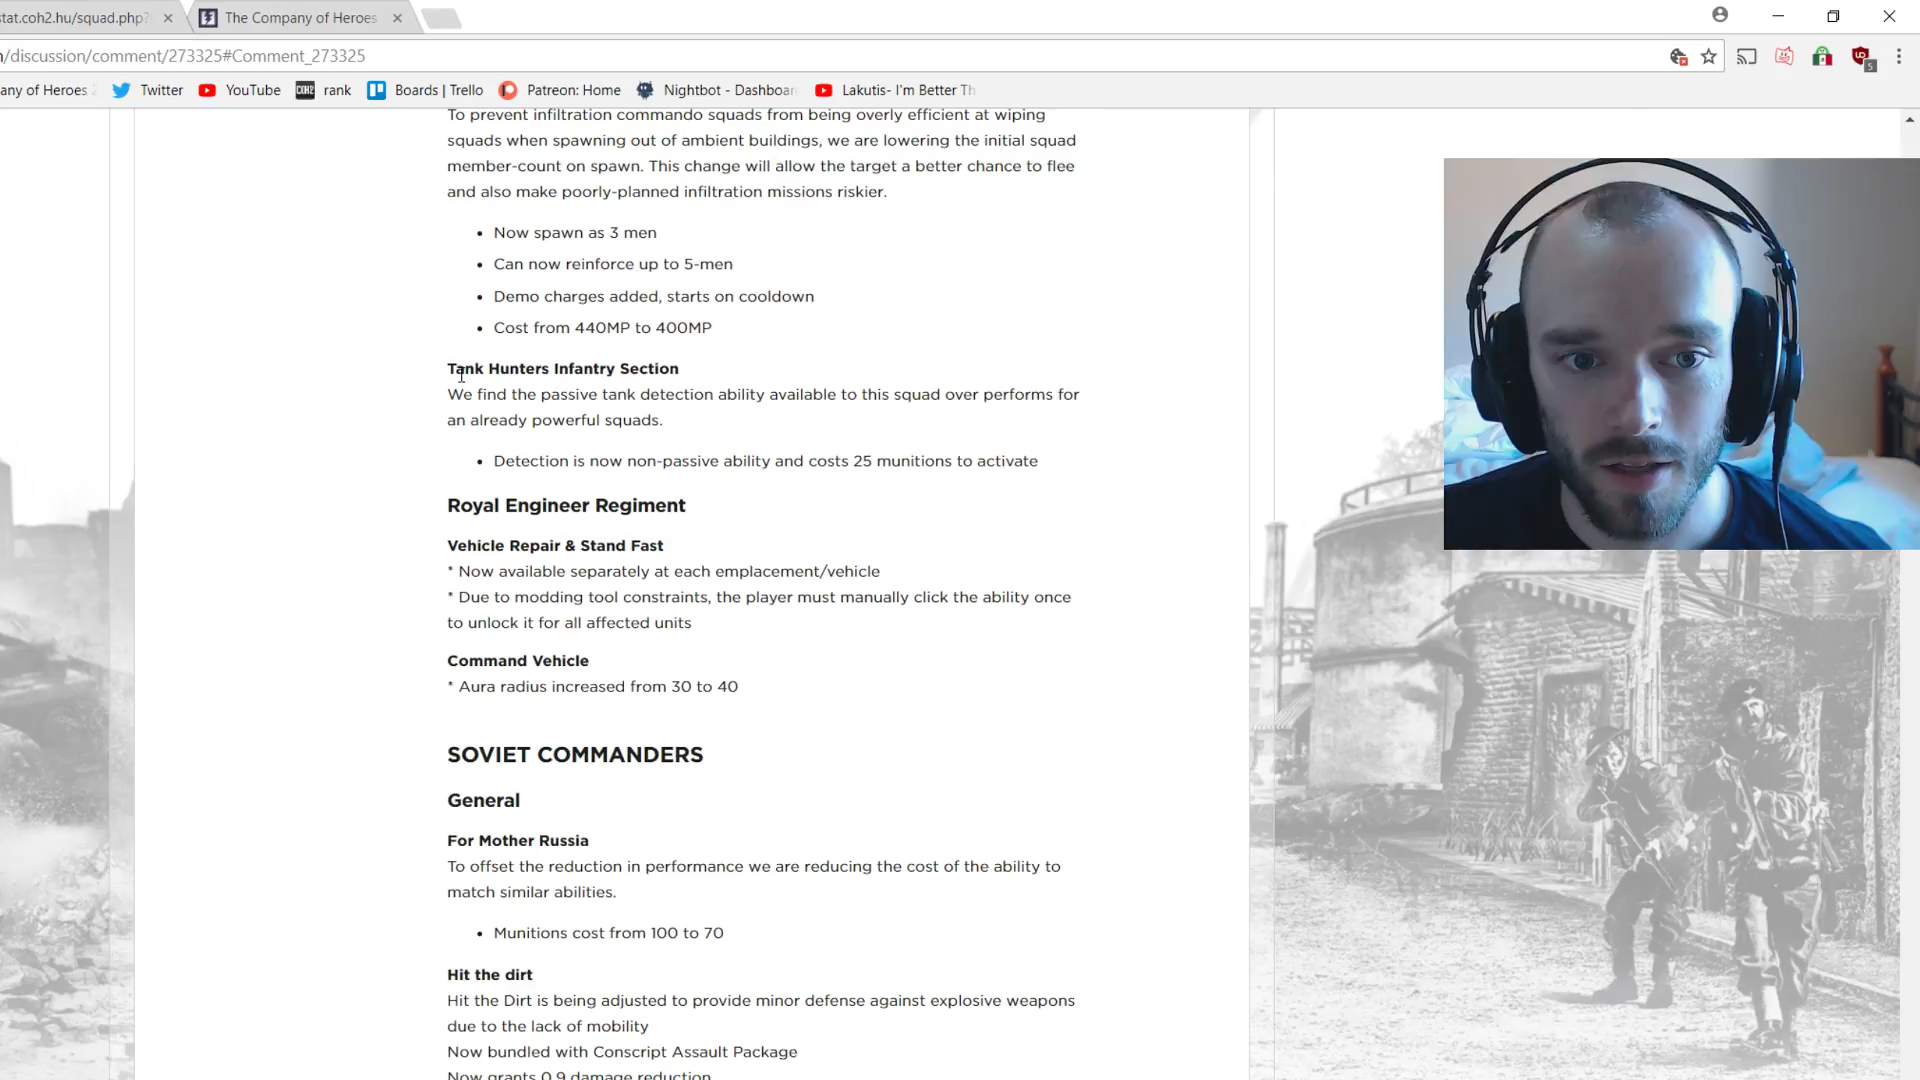 stat.coh2.hu/squad.php?
The Company of Heroes
/discussion/comment/273325#Comment_273325
any of Heroes
Twitter
YouTube
COH2
rank
Boards | Trello
Patreon: Home
Nightbot - Dashboar
Lakutis- I'm Better Th
5
To prevent infiltration commando squads from being overly efficient at wiping
squads when spawning out of ambient buildings, we are lowering the initial squad
member-count on spawn. This change will allow the target a better chance to flee
and also make poorly-planned infiltration missions riskier.
• Now spawn as 3 men
• Can now reinforce up to 5-men
• Demo charges added, starts on cooldown
• Cost from 440MP to 400MP
Tank Hunters Infantry Section
We find the passive tank detection ability available to this squad over performs for
an already powerful squads.
• Detection is now non-passive ability and costs 25 munitions to activate
Royal Engineer Regiment
Vehicle Repair & Stand Fast
* Now available separately at each emplacement/vehicle
* Due to modding tool constraints, the player must manually click the ability once
to unlock it for all affected units
Command Vehicle
* Aura radius increased from 30 to 40
SOVIET COMMANDERS
General
For Mother Russia
To offset the reduction in performance we are reducing the cost of the ability to
match similar abilities.
• Munitions cost from 100 to 70
Hit the dirt
Hit the Dirt is being adjusted to provide minor defense against explosive weapons
due to the lack of mobility
Now bundled with Conscript Assault Package
Now grants 0.9 damage reduction